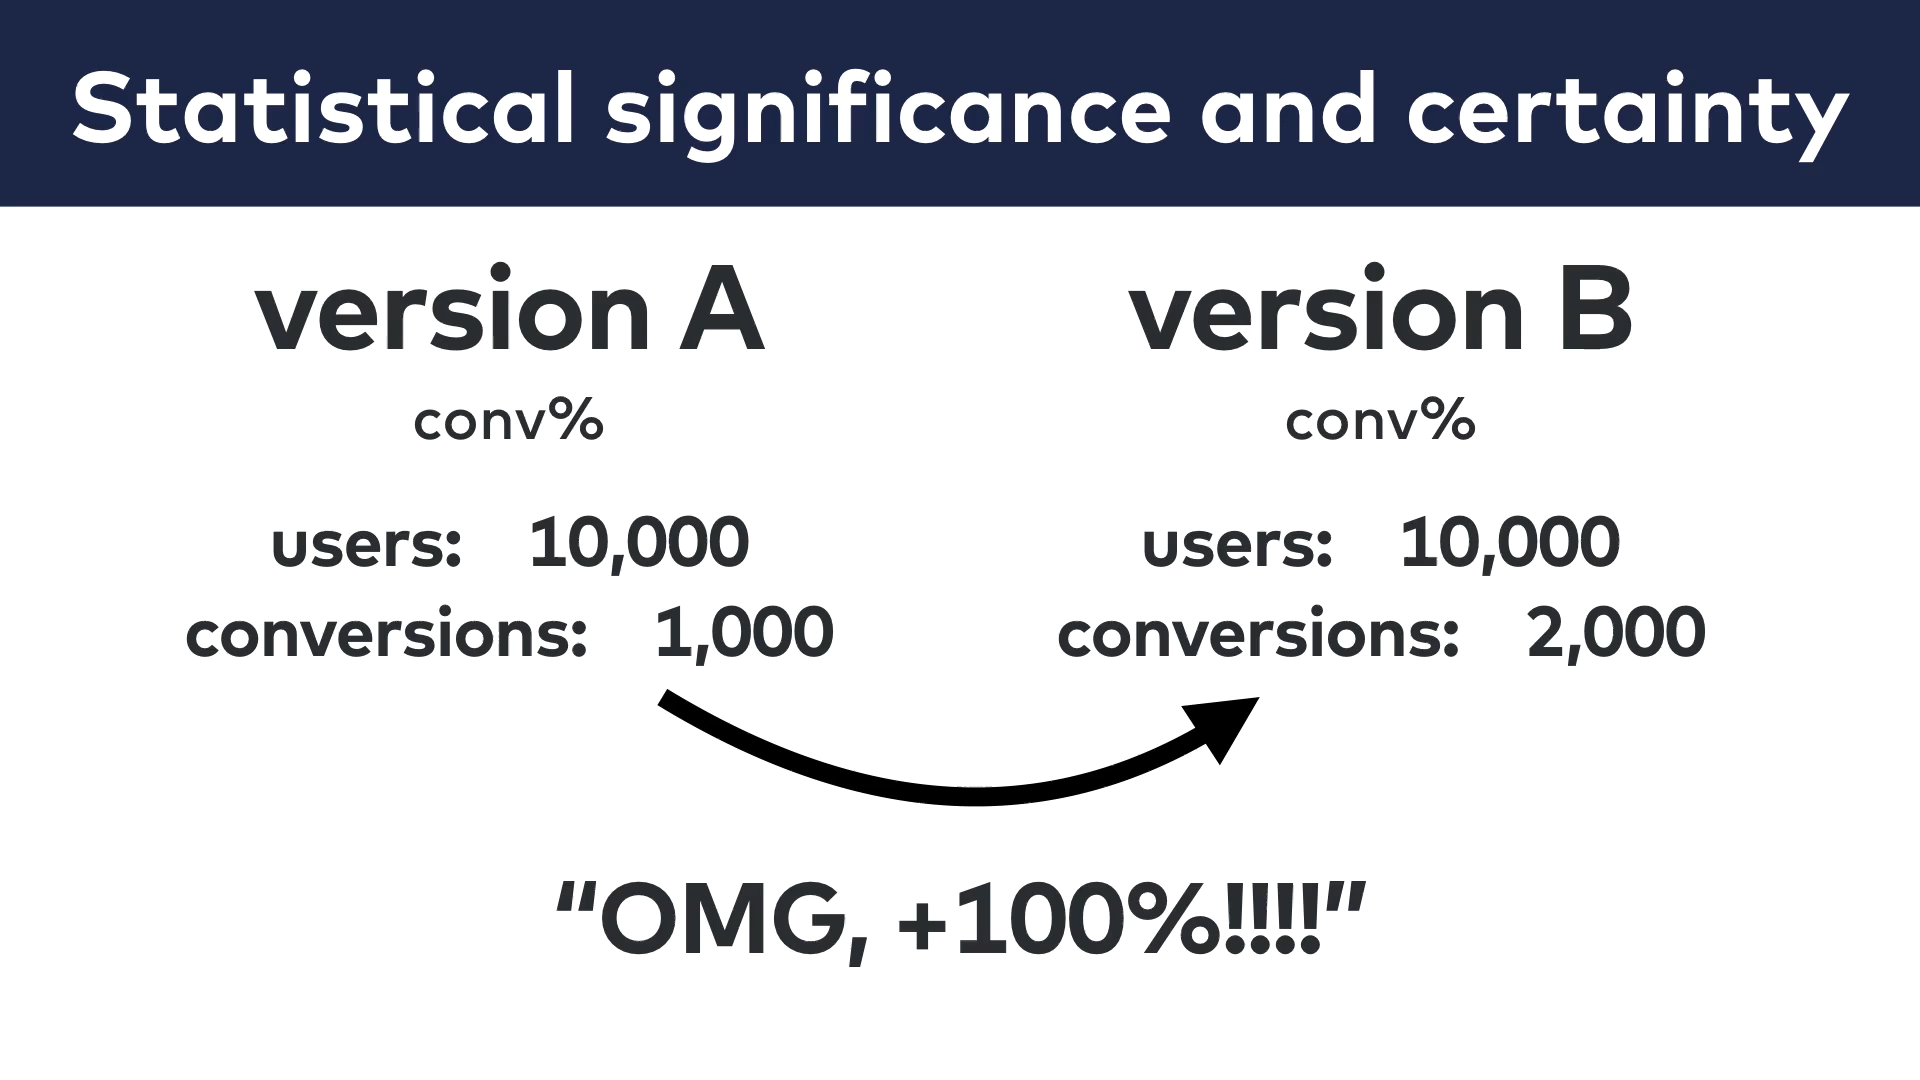 Statistical significance and certainty
version A
conv%
users: 10,000
conversions: 1,000
version B
conv%
users: 10,000
conversions: 2,000
“OMG, +100%!!!!”